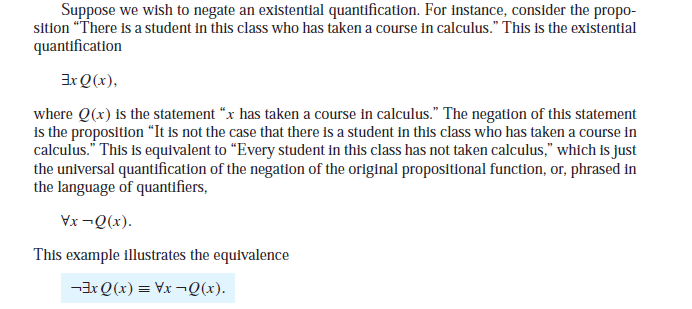 Suppose we wish to negate an existential quantification. For instance, consider the propo-
sition “There is a student in this class who has taken a course in calculus.” This is the existential
quantification
∃x Q(x),
where Q(x) is the statement “x has taken a course in calculus.” The negation of this statement
is the proposition “It is not the case that there is a student in this class who has taken a course in
calculus.” This is equivalent to “Every student in this class has not taken calculus,” which is just
the universal quantification of the negation of the original propositional function, or, phrased in
the language of quantifiers,
∀x ¬Q(x).
This example illustrates the equivalence
¬∃x Q(x) ≡ ∀x ¬Q(x).